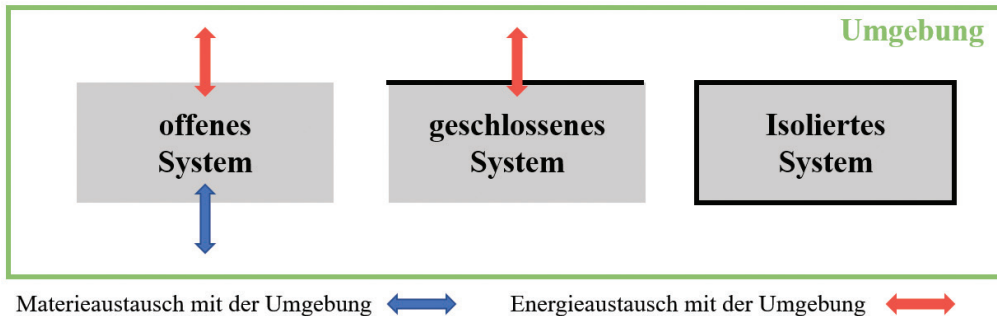 Umgebung
offenes
System
geschlossenes
System
Isoliertes
System
Materieaustausch mit der Umgebung
Energieaustausch mit der Umgebung